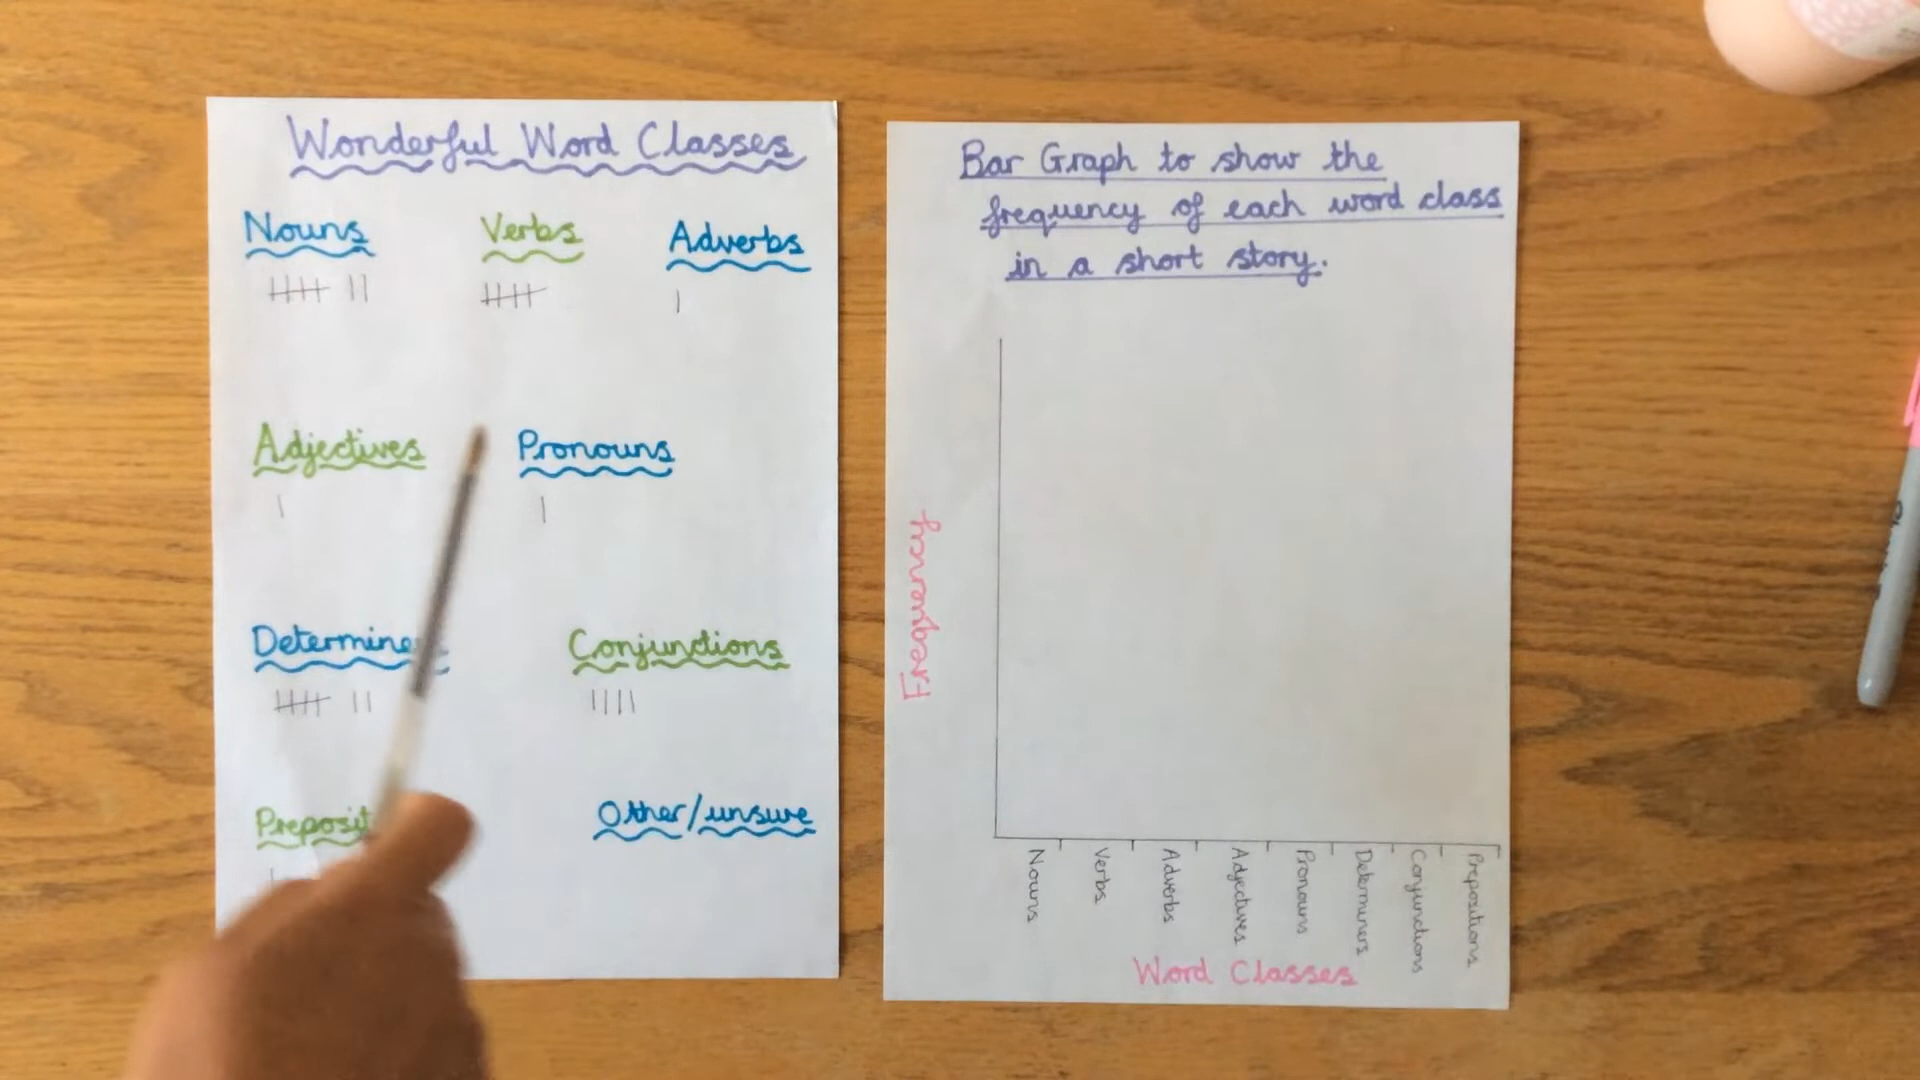 Wonderful Word Classes
Nouns
Verbs
Adverbs
Adjectives
Pronouns
Conjunctions
Other/unsure
Bar Graph to show the
frequency of each word class
in a short story.
Frequency
Nouns
Verbs
Adverbs
Adjectives
Pronouns
Determiners
Conjunctions
Prepositions
Word Classes